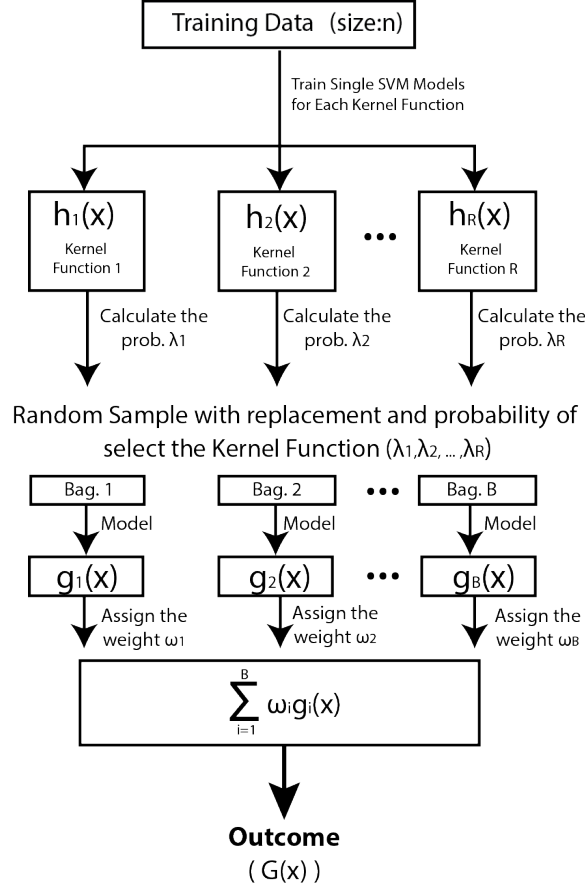 Training Data (size:n)
Train Single SVM Models
for Each Kernel Function
h₁(x)
Kernel
Function 1
h₂(x)
Kernel
Function 2
...
hR(x)
Kernel
Function R
Calculate the
prob. λ1
Calculate the
prob. λ2
Calculate the
prob. λR
Random Sample with replacement and probability of
select the Kernel Function (λ1,λ2, ... ,λR)
Bag. 1
Bag. 2
...
Bag. B
Model
Model
Model
g₁(x)
g₂(x)
...
gB(x)
Assign the
weight ω1
Assign the
weight ω2
Assign the
weight ωB
B
∑ ωigi(x)
i=1
Outcome
( G(x) )